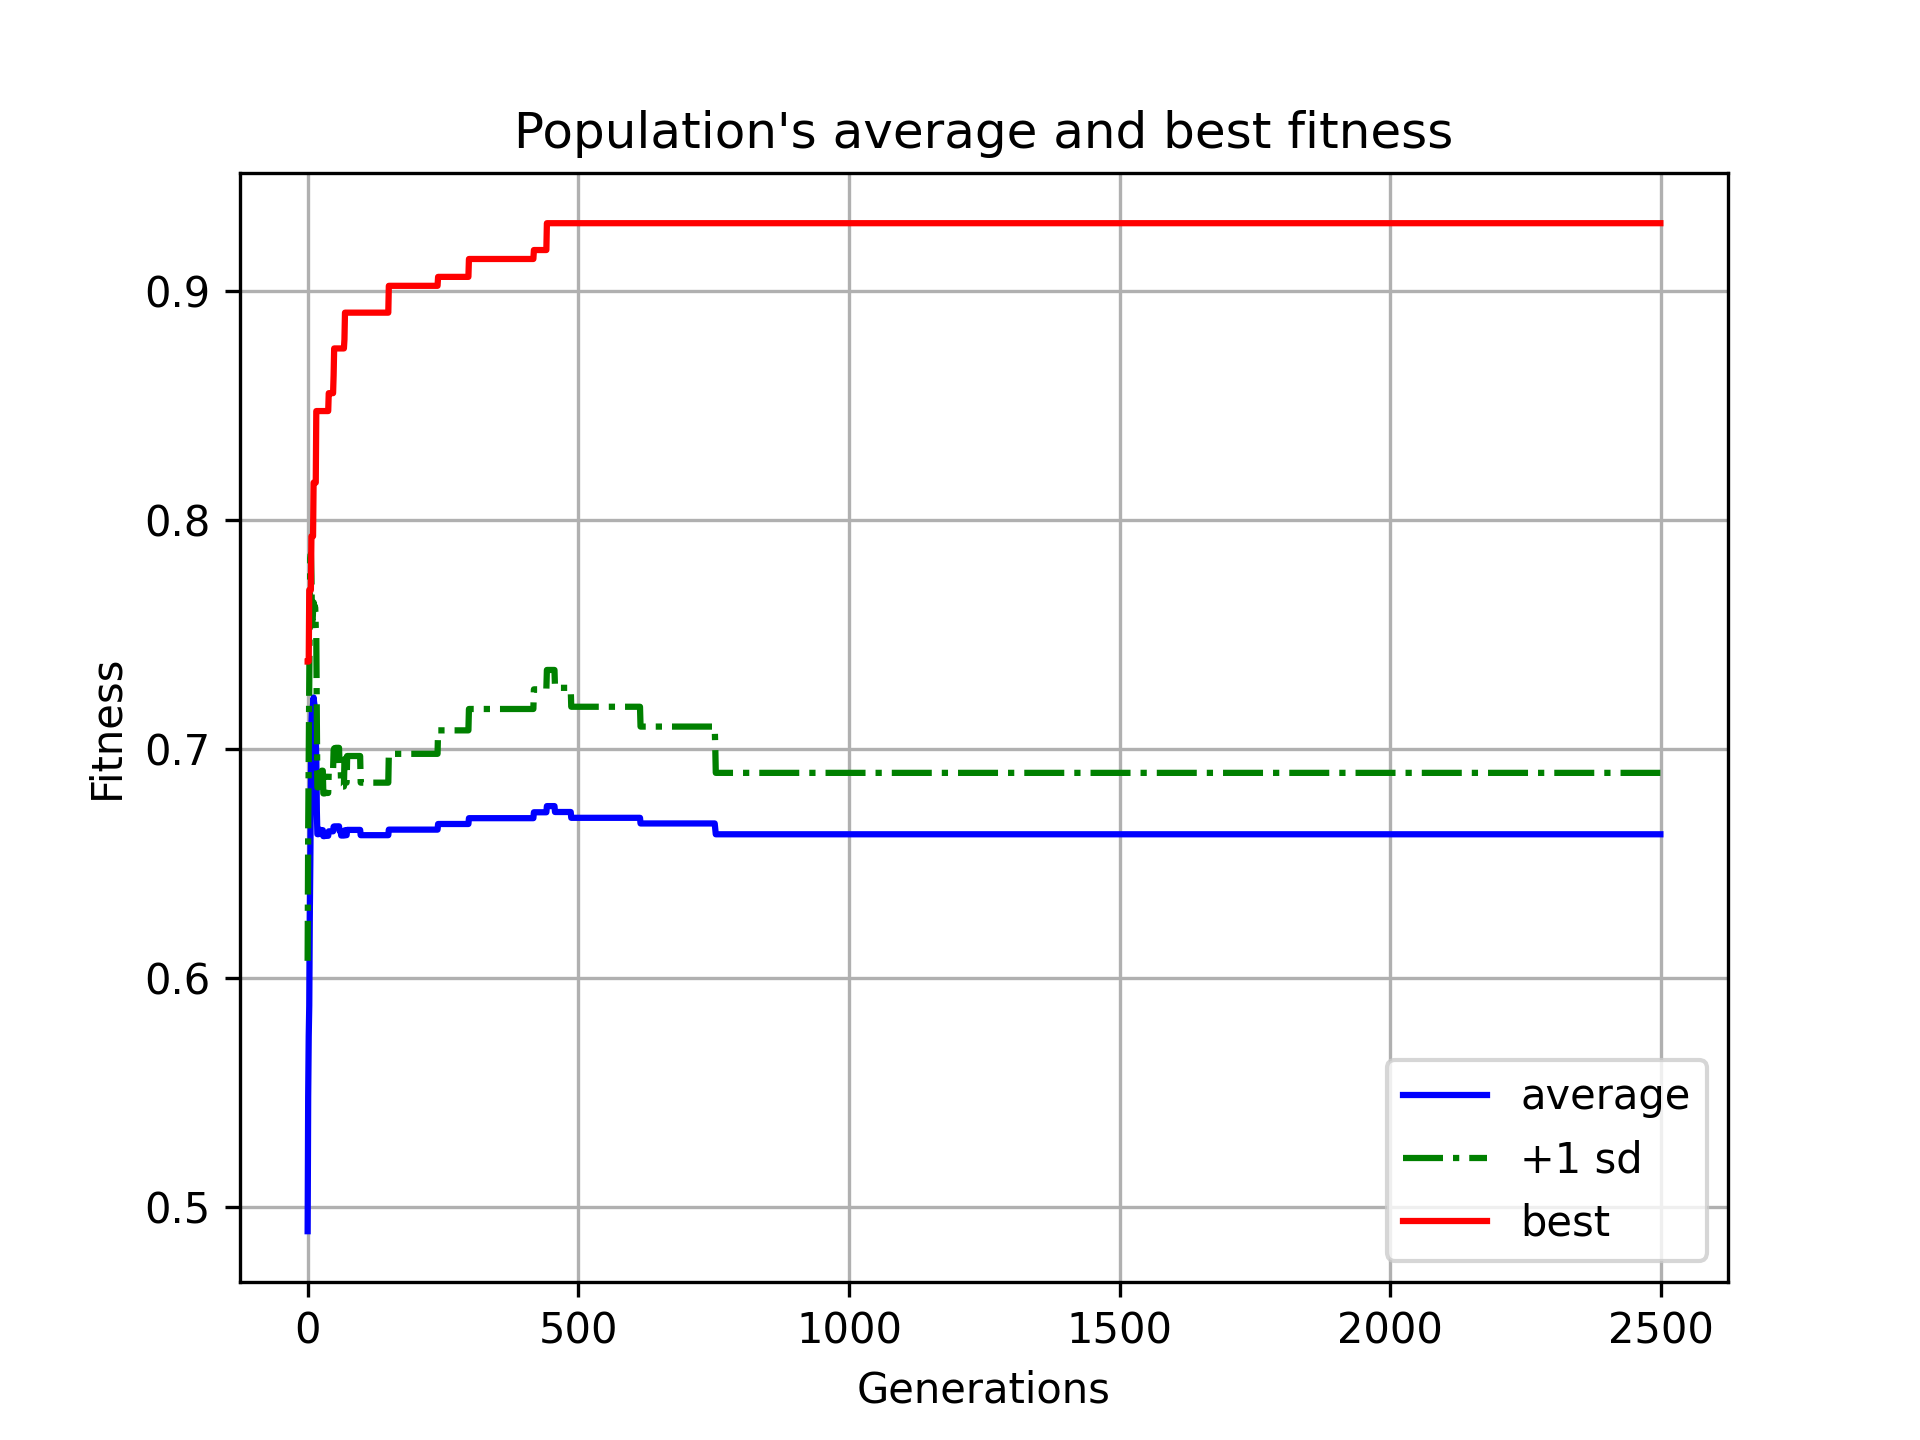 Population's average and best fitness
Fitness
0.9
0.8
0.7
0.6
0.5
0 500 1000 1500 2000 2500
Generations
average
+1 sd
best